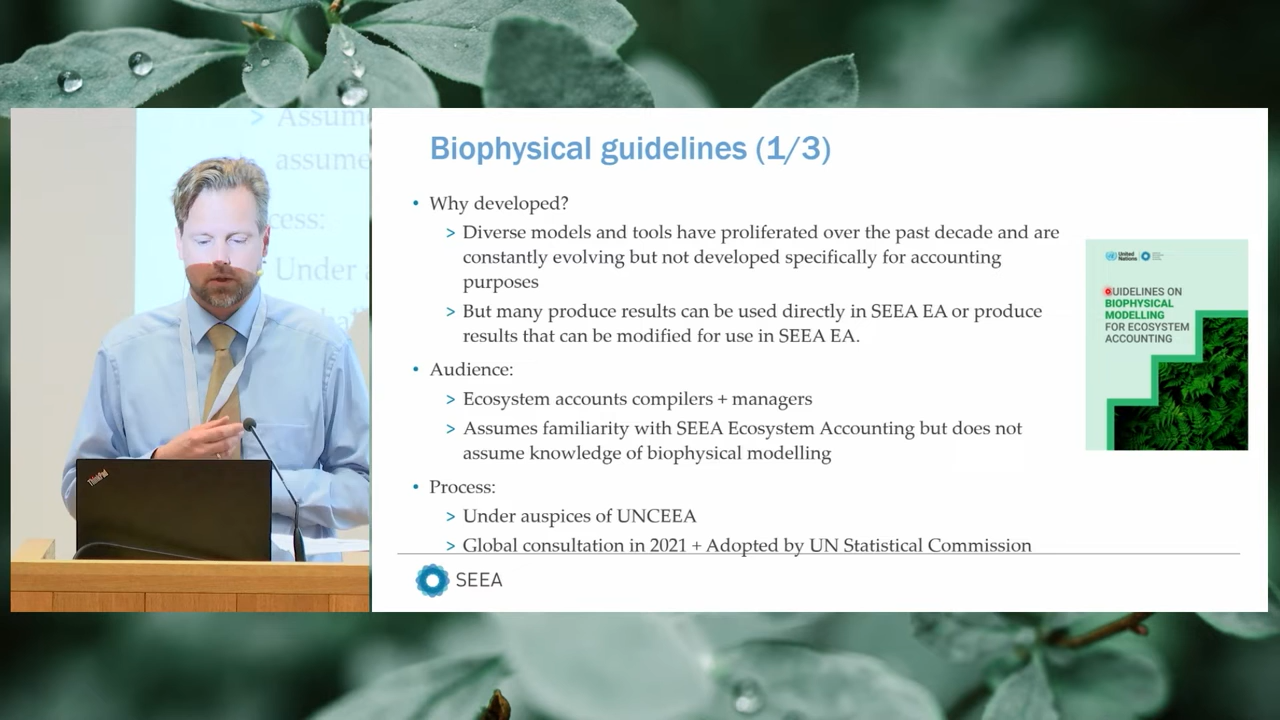 Assum
assume
cess:
Under
ThinkPad
Biophysical guidelines (1/3)
• Why developed?
> Diverse models and tools have proliferated over the past decade and are
constantly evolving but not developed specifically for accounting
purposes
> But many produce results can be used directly in SEEA EA or produce
results that can be modified for use in SEEA EA.
• Audience:
> Ecosystem accounts compilers + managers
> Assumes familiarity with SEEA Ecosystem Accounting but does not
assume knowledge of biophysical modelling
• Process:
> Under auspices of UNCEEA
> Global consultation in 2021 + Adopted by UN Statistical Commission
SEEA
United
Nations
GUIDELINES ON
BIOPHYSICAL
MODELLING
FOR ECOSYSTEM
ACCOUNTING